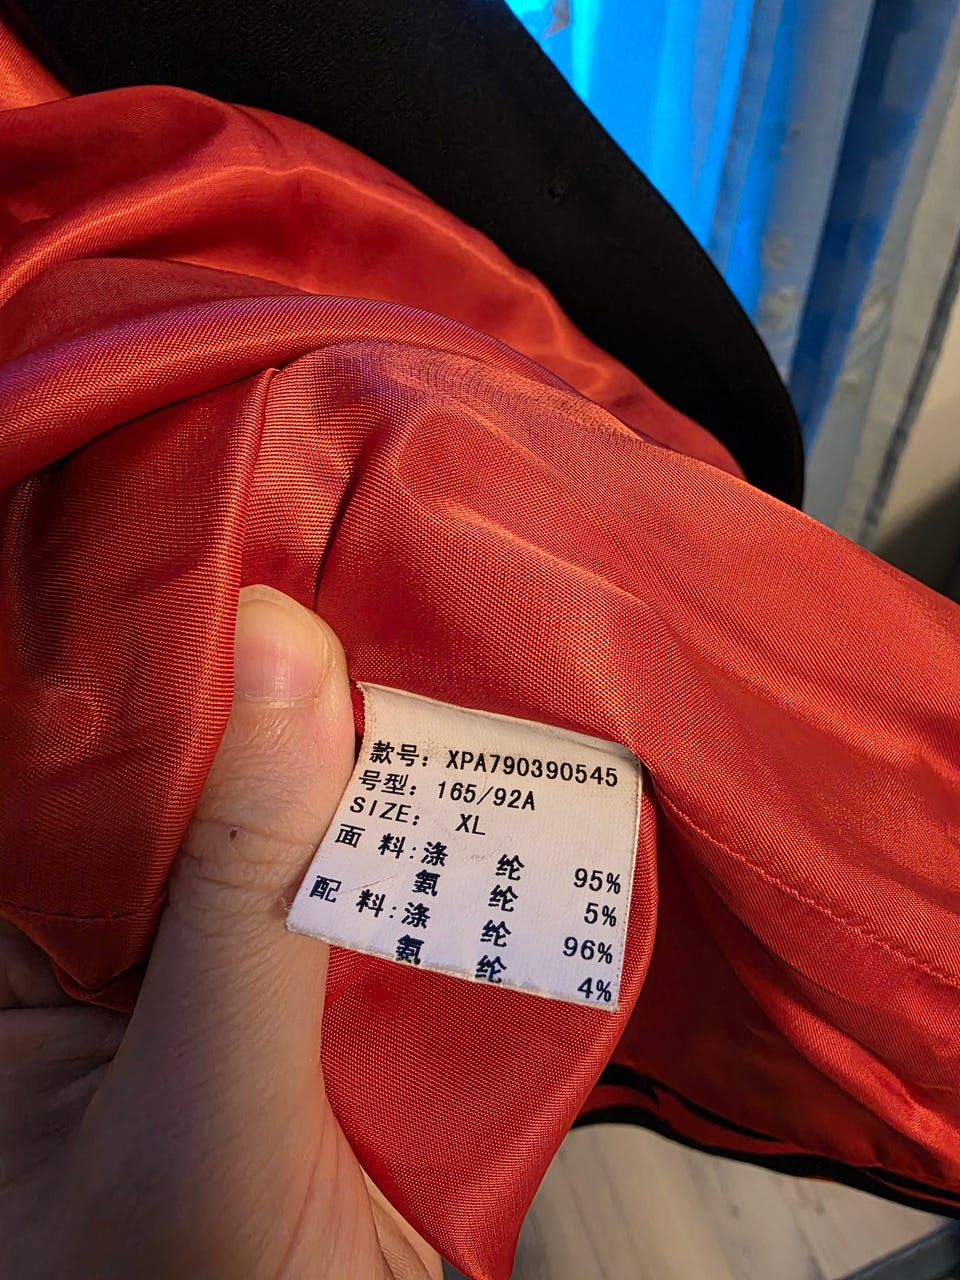 款号: XPA790390545
号型: 165/92A
SIZE: XL
面 料:涤 纶 95%
氨 纶 5%
配 料:涤 纶 96%
氨 纶 4%